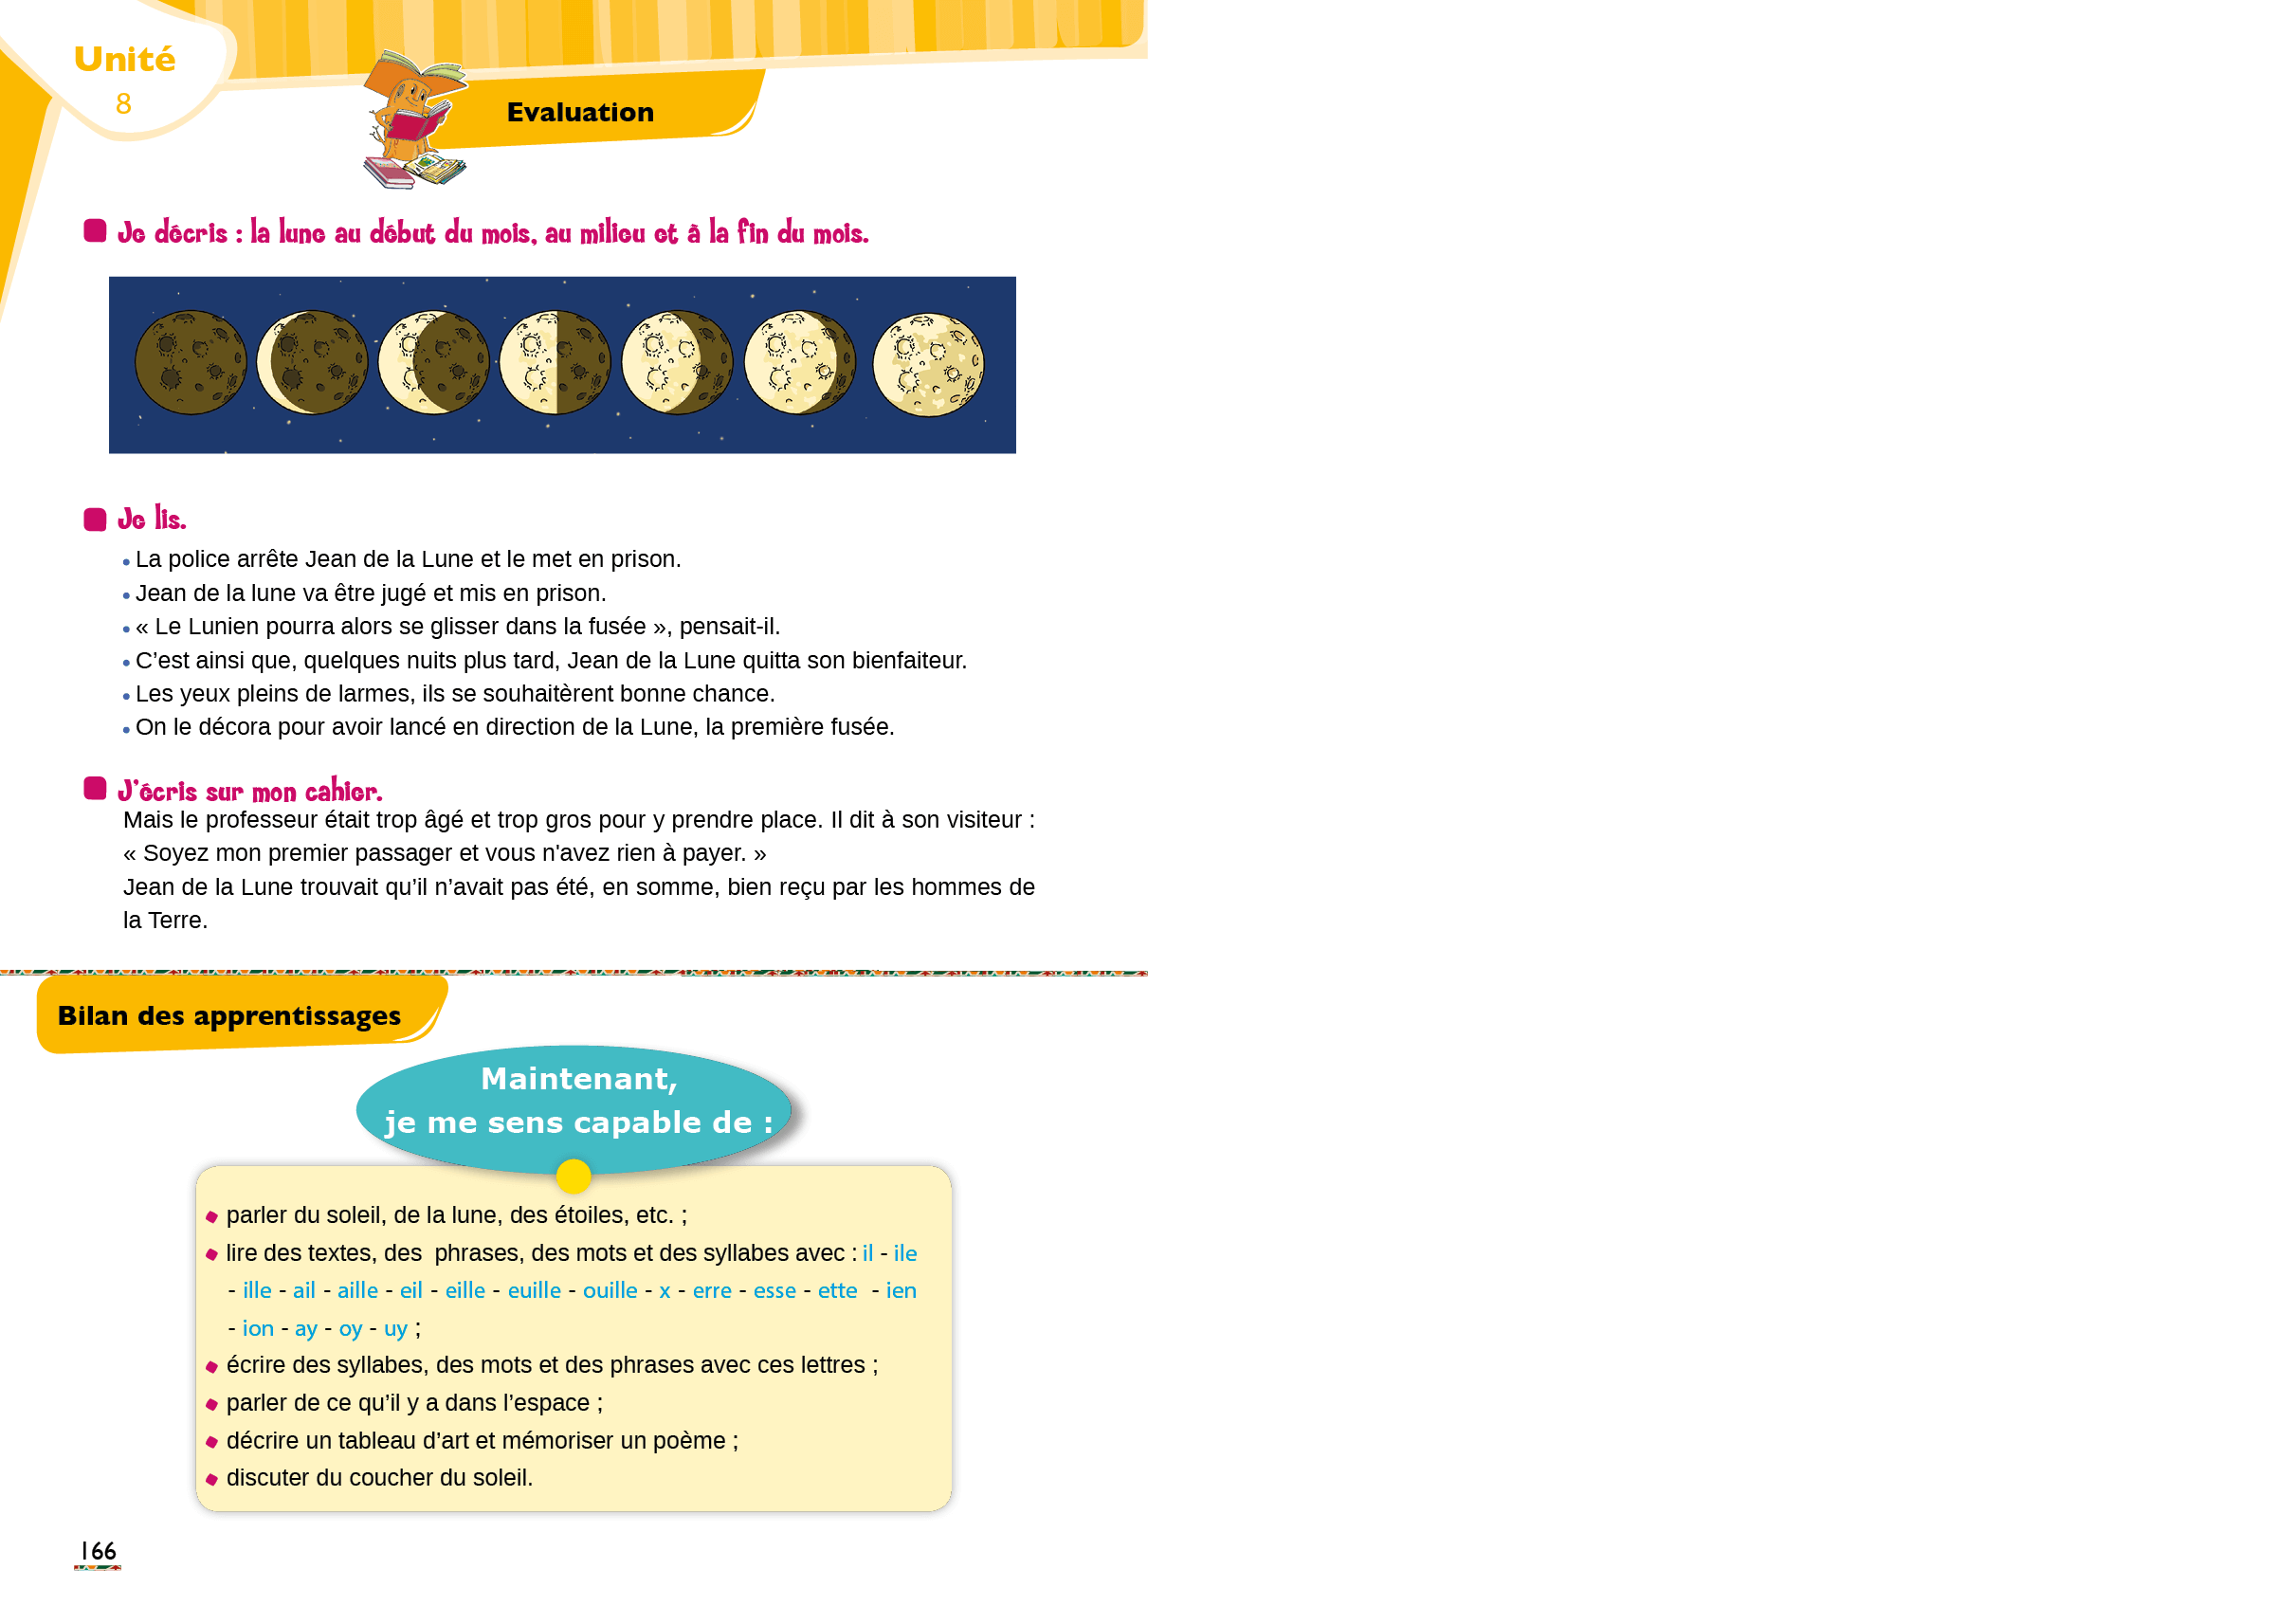 Unité
8
Evaluation
Je décris : la lune au début du mois, au milieu et à la fin du mois.
Je lis.
• La police arrête Jean de la Lune et le met en prison.
• Jean de la lune va être jugé et mis en prison.
• « Le Lunien pourra alors se glisser dans la fusée », pensait-il.
• C’est ainsi que, quelques nuits plus tard, Jean de la Lune quitta son bienfaiteur.
• Les yeux pleins de larmes, ils se souhaitèrent bonne chance.
• On le décora pour avoir lancé en direction de la Lune, la première fusée.
J’écris sur mon cahier.
Mais le professeur était trop âgé et trop gros pour y prendre place. Il dit à son visiteur :
« Soyez mon premier passager et vous n'avez rien à payer. »
Jean de la Lune trouvait qu’il n’avait pas été, en somme, bien reçu par les hommes de
la Terre.
Bilan des apprentissages
Maintenant,
je me sens capable de :
parler du soleil, de la lune, des étoiles, etc. ;
lire des textes, des phrases, des mots et des syllabes avec : il - ile
- ille - ail - aille - eil - eille - euille - ouille - x - erre - esse - ette - ien
- ion - ay - oy - uy ;
écrire des syllabes, des mots et des phrases avec ces lettres ;
parler de ce qu’il y a dans l’espace ;
décrire un tableau d’art et mémoriser un poème ;
discuter du coucher du soleil.
166